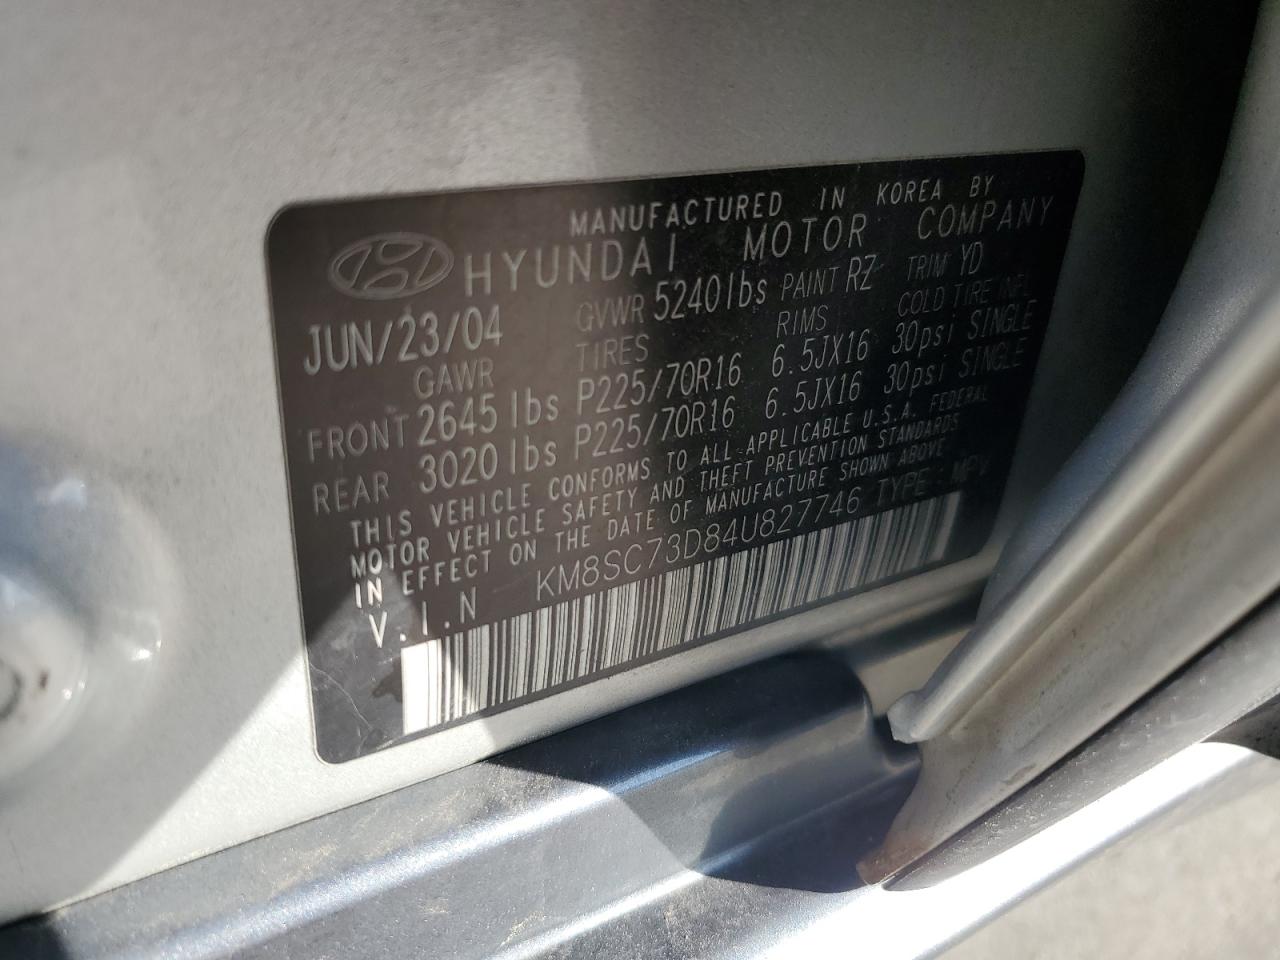 MANUFACTURED IN KOREA BY
HYUNDAI MOTOR COMPANY
JUN/23/04 GVWR 5240lbs PAINT RZ TRIM YD
GAWR TIRES RIMS COLD TIRE INFL
FRONT 2645 lbs P225/70R16 6.5JX16 30psi SINGLE
REAR 3020 lbs P225/70R16 6.5JX16 30psi SINGLE
THIS VEHICLE CONFORMS TO ALL APPLICABLE U.S.A. FEDERAL
MOTOR VEHICLE SAFETY AND THEFT PREVENTION STANDARDS
IN EFFECT ON THE DATE OF MANUFACTURE SHOWN ABOVE
V.I.N KM8SC73D84U827746 TYPE : MPV